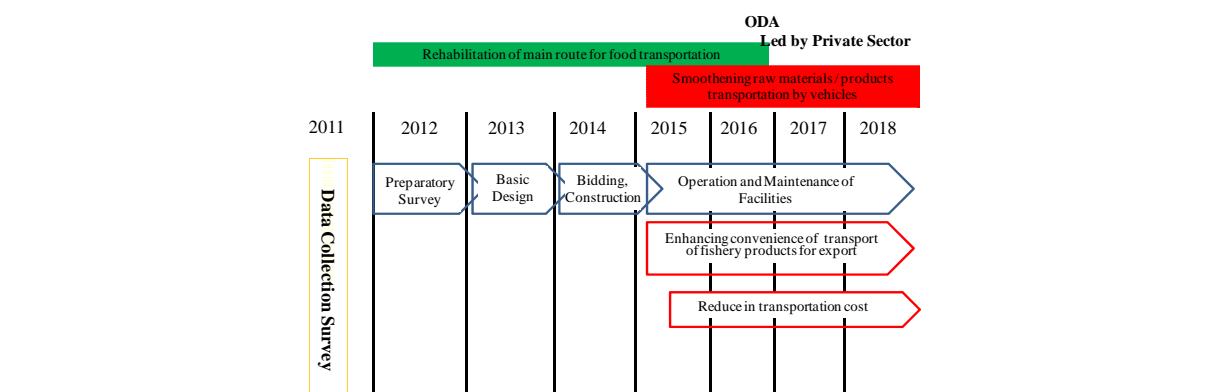 ODA
Led by Private Sector
Rehabilitation of main route for food transportation
Smoothening raw materials / products
transportation by vehicles
2011
2012
2013
2014
2015
2016
2017
2018
Data Collection Survey
Preparatory
Survey
Basic
Design
Bidding,
Construction
Operation and Maintenance of
Facilities
Enhancing convenience of transport
of fishery products for export
Reduce in transportation cost